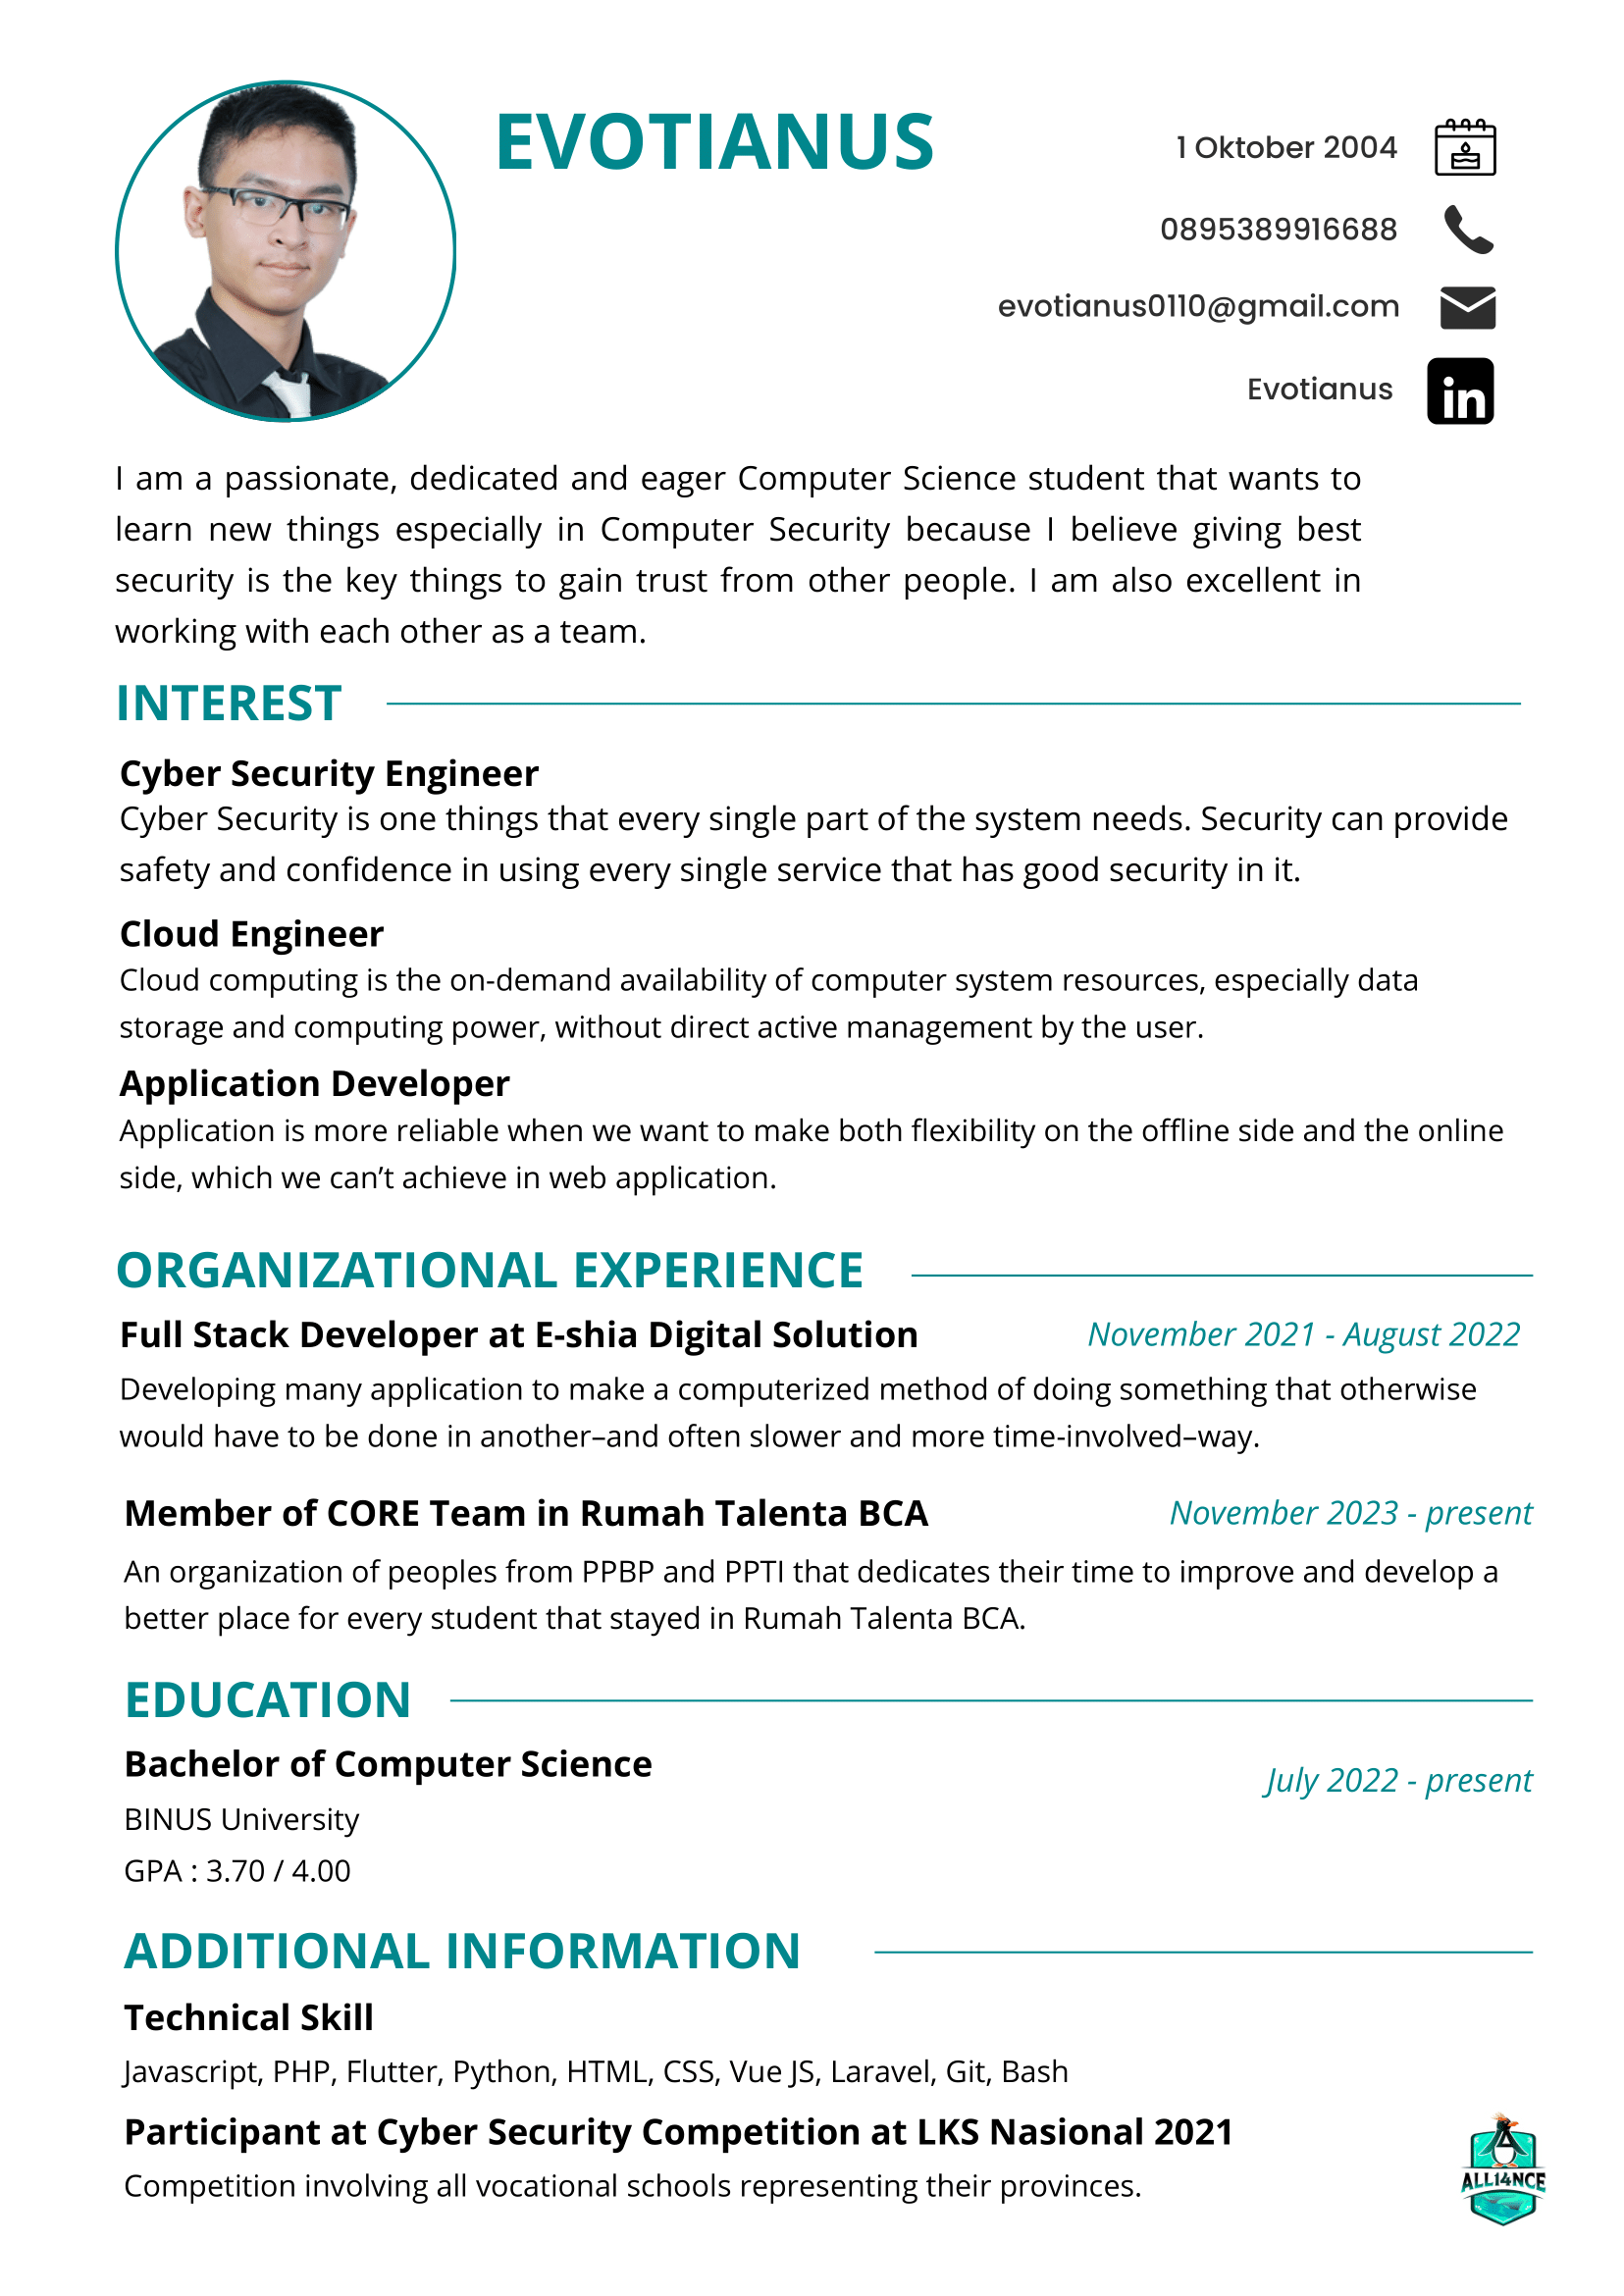 EVOTIANUS
1 Oktober 2004
0895389916688
evotianus0110@gmail.com
Evotianus
in
I am a passionate, dedicated and eager Computer Science student that wants to
learn new things especially in Computer Security because I believe giving best
security is the key things to gain trust from other people. I am also excellent in
working with each other as a team.
INTEREST
Cyber Security Engineer
Cyber Security is one things that every single part of the system needs. Security can provide
safety and confidence in using every single service that has good security in it.
Cloud Engineer
Cloud computing is the on-demand availability of computer system resources, especially data
storage and computing power, without direct active management by the user.
Application Developer
Application is more reliable when we want to make both flexibility on the offline side and the online
side, which we can’t achieve in web application.
ORGANIZATIONAL EXPERIENCE
Full Stack Developer at E-shia Digital Solution November 2021 - August 2022
Developing many application to make a computerized method of doing something that otherwise
would have to be done in another–and often slower and more time-involved–way.
Member of CORE Team in Rumah Talenta BCA November 2023 - present
An organization of peoples from PPBP and PPTI that dedicates their time to improve and develop a
better place for every student that stayed in Rumah Talenta BCA.
EDUCATION
Bachelor of Computer Science July 2022 - present
BINUS University
GPA : 3.70 / 4.00
ADDITIONAL INFORMATION
Technical Skill
Javascript, PHP, Flutter, Python, HTML, CSS, Vue JS, Laravel, Git, Bash
Participant at Cyber Security Competition at LKS Nasional 2021
Competition involving all vocational schools representing their provinces.
ALL14NCE